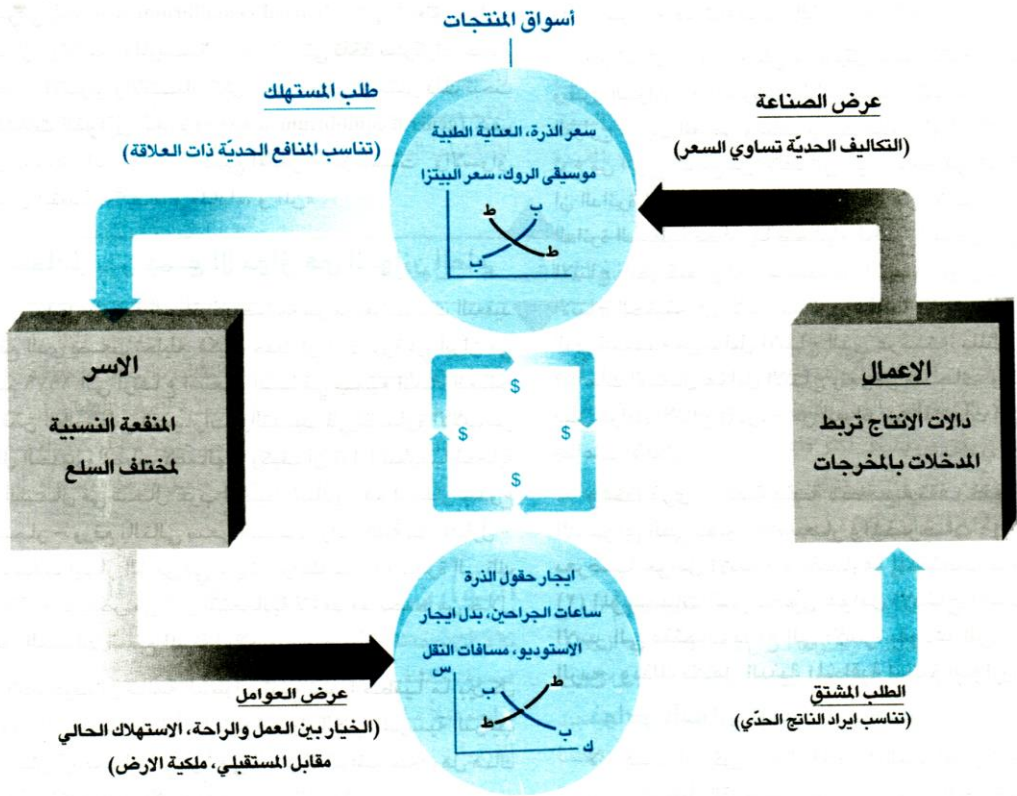 أسواق المنتجات
عرض الصناعة
(التكاليف الحديّة تساوي السعر)
طلب المستهلك
(تناسب المنافع الحديّة ذات العلاقة)
سعر الذرة، العناية الطبية
موسيقى الروك، سعر البيتزا
ط
ب
ب
ط
الاعمال
دالات الانتاج تربط
المدخلات بالمخرجات
الاسر
المنفعة النسبية
لمختلف السلع
$
$
$
$
ايجار حقول الذرة
ساعات الجراحين، بدل ايجار
الاستوديو، مسافات النقل
س
ب
ط
ط
ب
ك
الطلب المشتق
(تناسب ايراد الناتج الحدّي)
عرض العوامل
(الخيار بين العمل والراحة، الاستهلاك الحالي
مقابل المستقبلي، ملكية الارض)